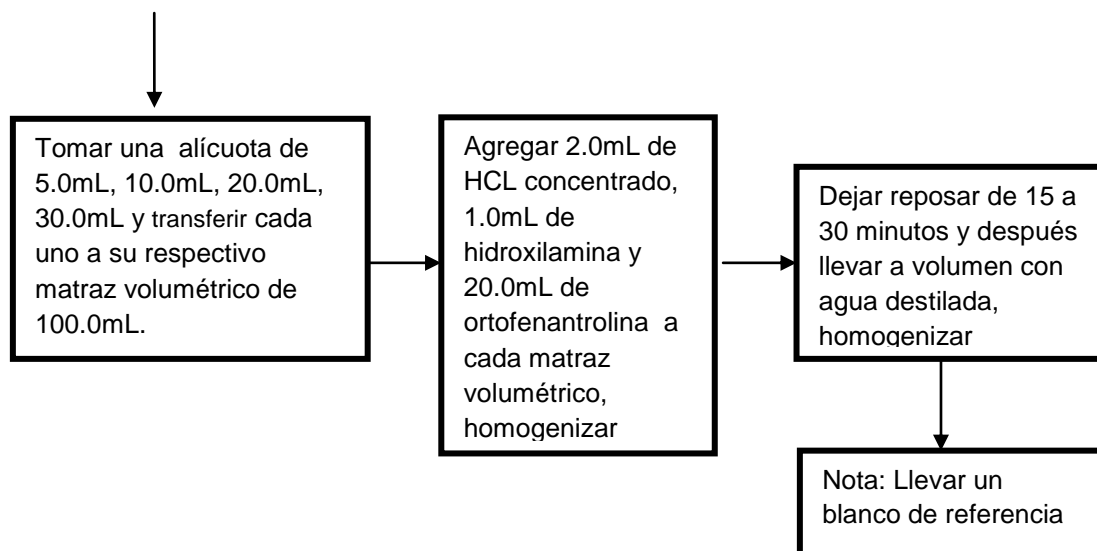 Tomar una alícuota de
5.0mL, 10.0mL, 20.0mL,
30.0mL y transferir cada
uno a su respectivo
matraz volumétrico de
100.0mL.
Agregar 2.0mL de
HCL concentrado,
1.0mL de
hidroxilamina y
20.0mL de
ortofenantrolina a
cada matraz
volumétrico,
homogenizar
Dejar reposar de 15 a
30 minutos y después
llevar a volumen con
agua destilada,
homogenizar
Nota: Llevar un
blanco de referencia